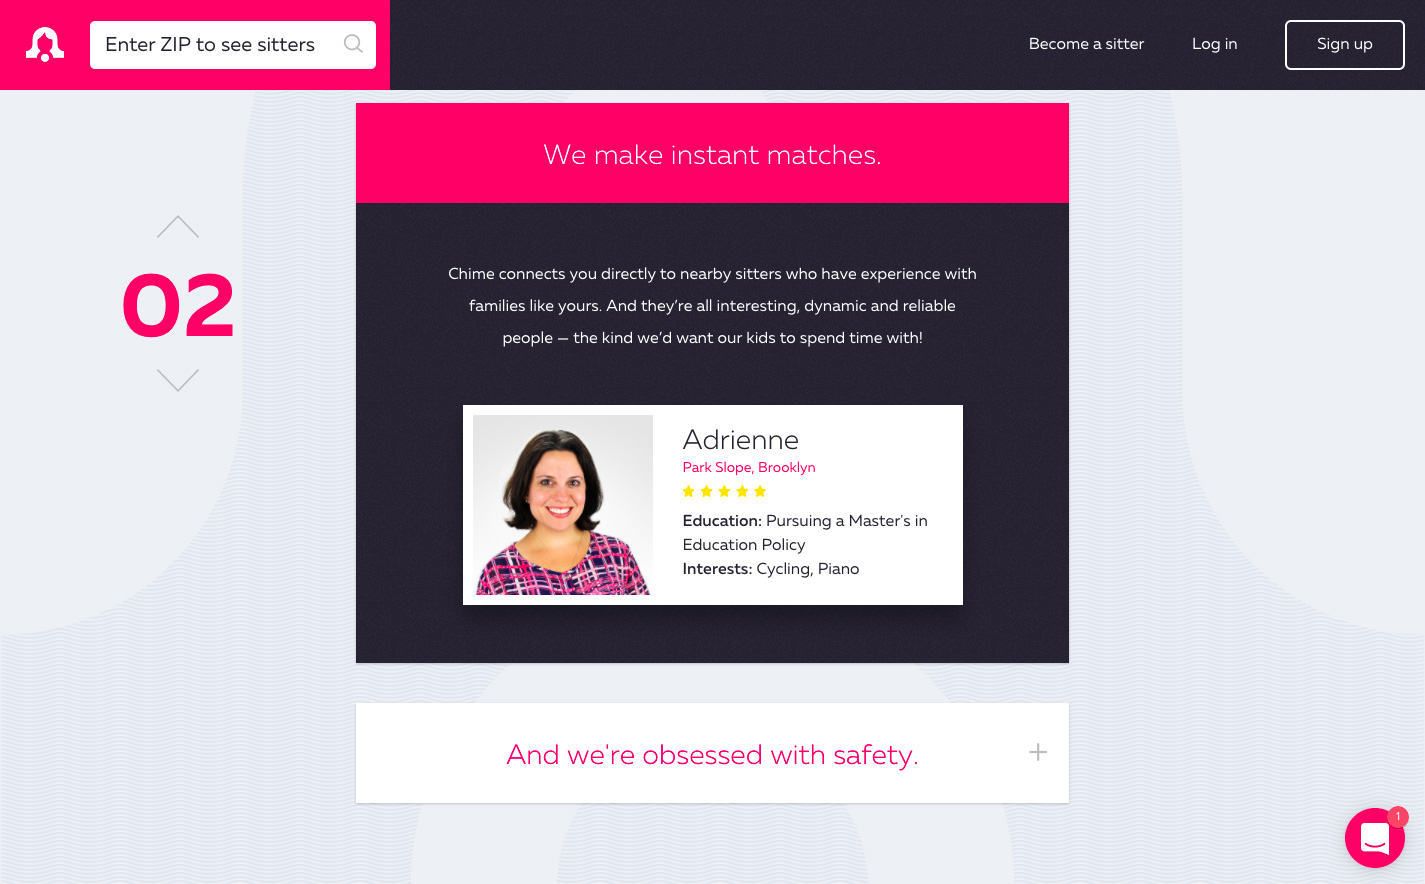 Enter ZIP to see sitters
Become a sitter
Log in
Sign up
We make instant matches.
02
Chime connects you directly to nearby sitters who have experience with
families like yours. And they’re all interesting, dynamic and reliable
people — the kind we’d want our kids to spend time with!
Adrienne
Park Slope, Brooklyn
Education: Pursuing a Master's in
Education Policy
Interests: Cycling, Piano
And we're obsessed with safety.
1